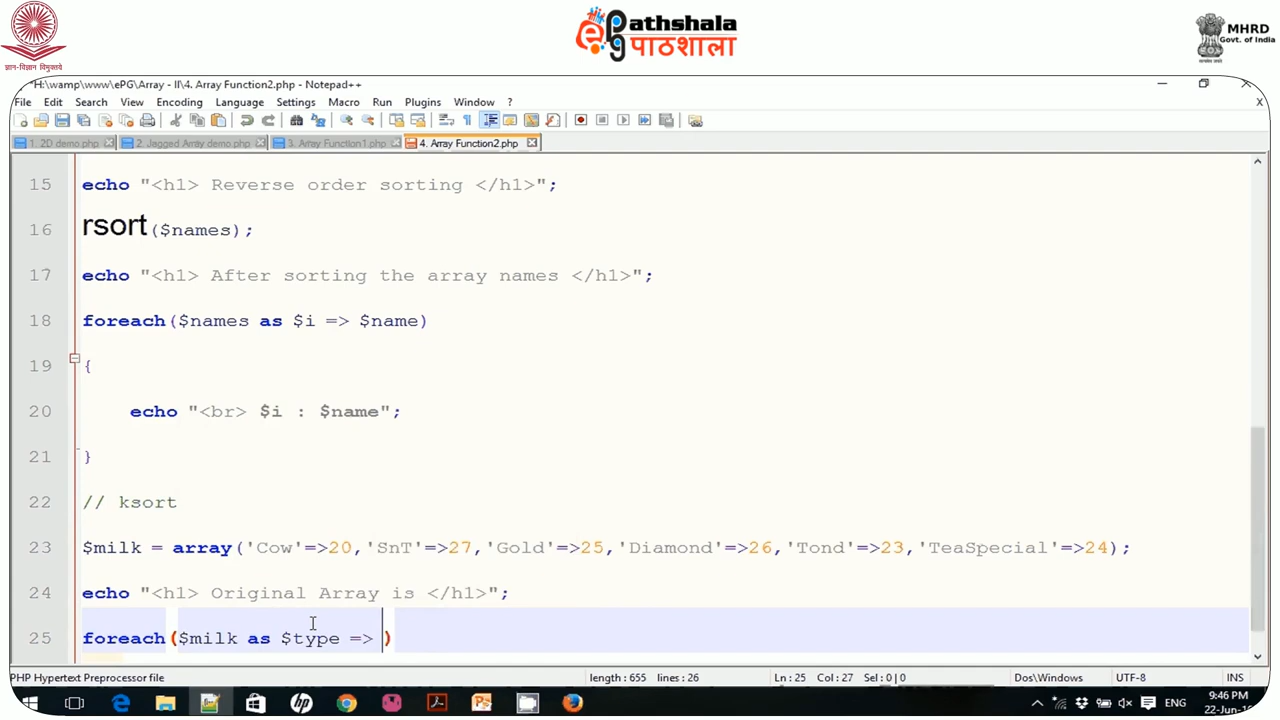 ज्ञान-विज्ञान विमुक्तये
ePG Pathshala
पाठशाला
MHRD
Govt. of India
*H:\wamp\www\ePG\Array - II\4. Array Function2.php - Notepad++
File Edit Search View Encoding Language Settings Macro Run Plugins Window ? X
1. 2D demo.php 2. Jagged Array demo.php 3. Array Function1.php 4. Array Function2.php
15 echo "<h1> Reverse order sorting </h1>";
16 rsort($names);
17 echo "<h1> After sorting the array names </h1>";
18 foreach($names as $i => $name)
19 {
20 echo "<br> $i : $name";
21 }
22 // ksort
23 $milk = array('Cow'=>20,'SnT'=>27,'Gold'=>25,'Diamond'=>26,'Tond'=>23,'TeaSpecial'=>24);
24 echo "<h1> Original Array is </h1>";
25 foreach($milk as $type => )
PHP Hypertext Preprocessor file length : 655 lines : 26 Ln : 25 Col : 27 Sel : 0 | 0 Dos\Windows UTF-8 INS
ENG
9:46 PM
22-Jun-1